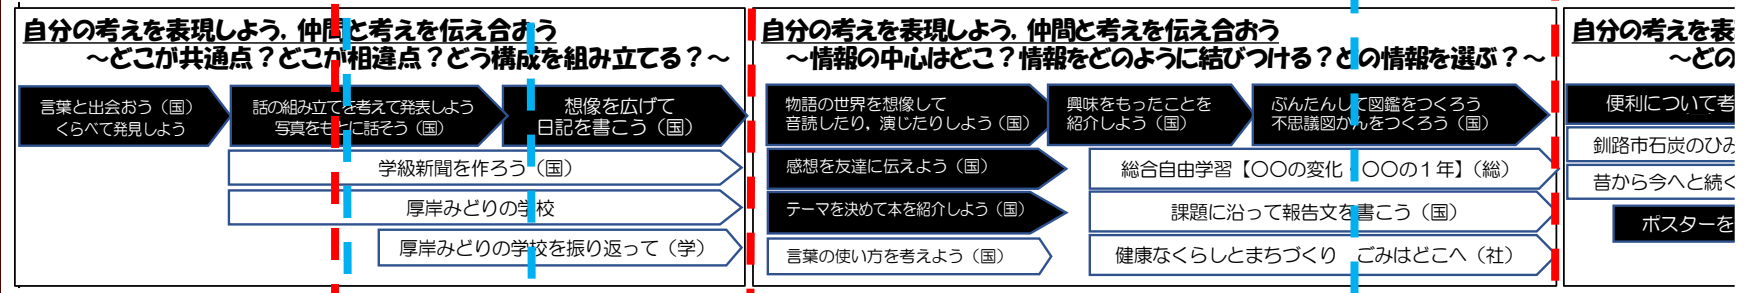 自分の考えを表現しよう，仲間と考えを伝え合おう
～どこが共通点？どこが相違点？どう構成を組み立てる？～
言葉と出会おう（国）
くらべて発見しよう
話の組み立てを考えて発表しよう
写真をもとに話そう（国）
想像を広げて
日記を書こう（国）
学級新聞を作ろう（国）
厚岸みどりの学校
厚岸みどりの学校を振り返って（学）
自分の考えを表現しよう，仲間と考えを伝え合おう
～情報の中心はどこ？情報をどのように結びつける？どの情報を選ぶ？～
物語の世界を想像して
音読したり，演じたりしよう（国）
興味をもったことを
紹介しよう（国）
ぶんたんして図鑑をつくろう
不思議図かんをつくろう（国）
感想を友達に伝えよう（国）
総合自由学習【〇〇の変化・〇〇の１年】（総）
テーマを決めて本を紹介しよう（国）
課題に沿って報告文を書こう（国）
言葉の使い方を考えよう（国）
健康なくらしとまちづくり　ごみはどこへ（社）
自分の考えを表
～どの
便利について考
釧路市石炭のひみ
昔から今へと続く
ポスターを